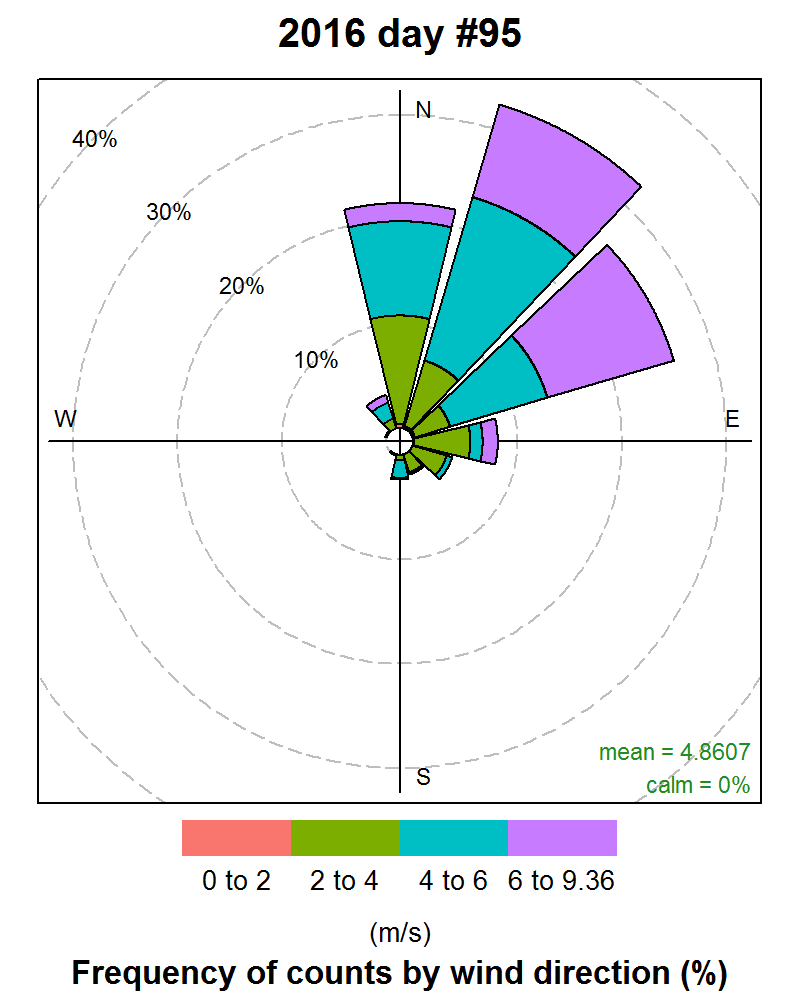 2016 day #95
N
40%
30%
20%
10%
W
E
S
mean = 4.8607
calm = 0%
0 to 2 2 to 4 4 to 6 6 to 9.36
(m/s)
Frequency of counts by wind direction (%)